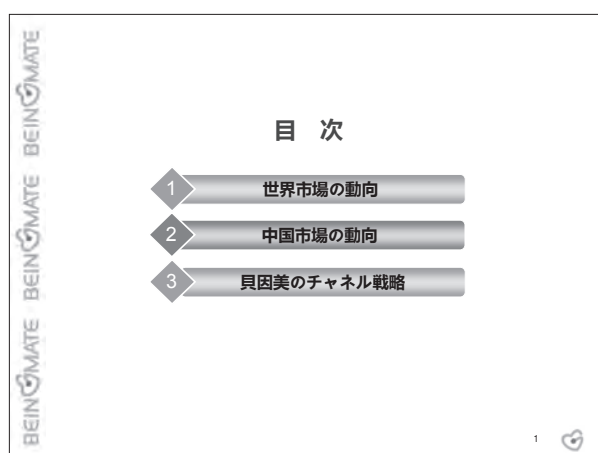 BEINGMATE BEINGMATE BEINGMATE
目 次
1 世界市場の動向
2 中国市場の動向
3 貝因美のチャネル戦略
1